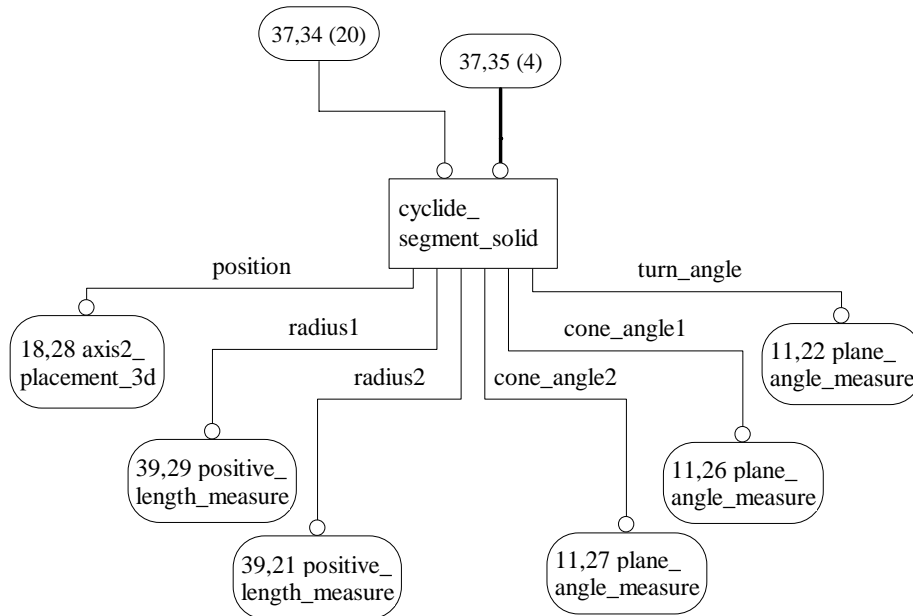 37,34 (20)
37,35 (4)
cyclide_
segment_solid
position
turn_angle
radius1
cone_angle1
18,28 axis2_
placement_3d
11,22 plane_
angle_measure
radius2
cone_angle2
39,29 positive_
length_measure
11,26 plane_
angle_measure
39,21 positive_
length_measure
11,27 plane_
angle_measure